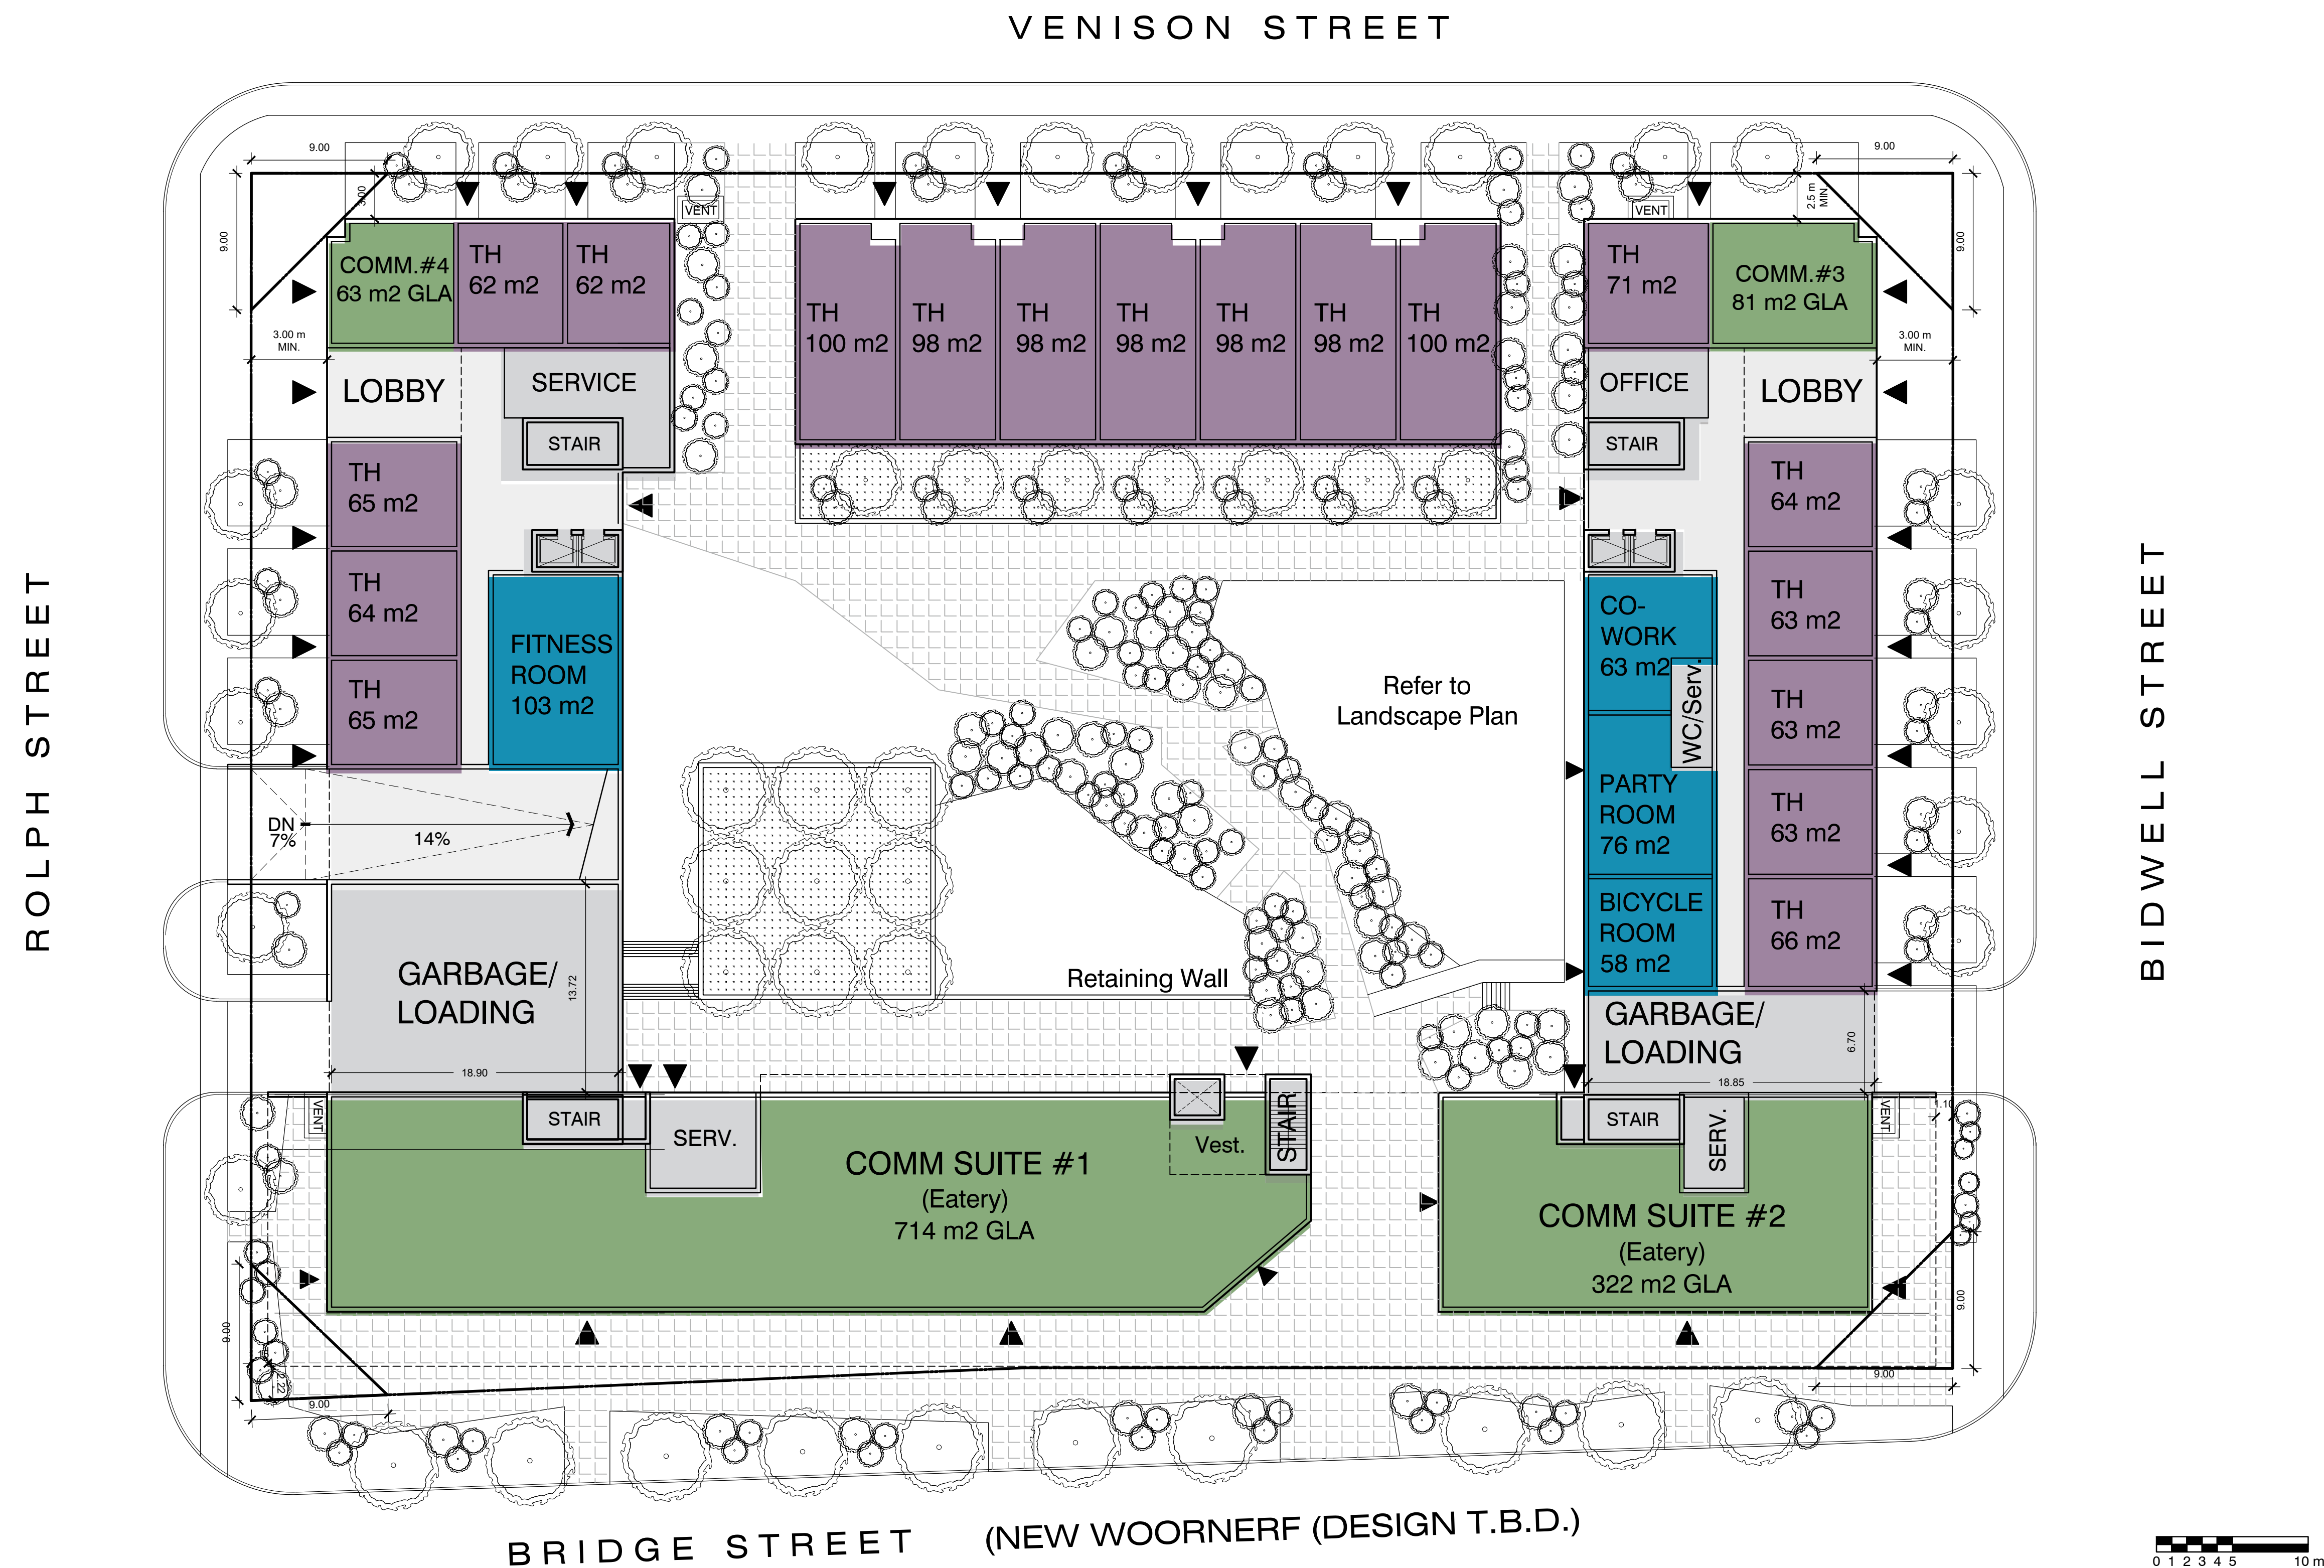 VENISON STREET
9.00
9.00
3.00
2.5 m
MIN.
9.00
9.00
VENT
VENT
COMM.#4
63 m2 GLA
TH
62 m2
TH
62 m2
TH
100 m2
TH
98 m2
TH
98 m2
TH
98 m2
TH
98 m2
TH
98 m2
TH
100 m2
TH
71 m2
COMM.#3
81 m2 GLA
3.00 m
MIN.
3.00 m
MIN.
LOBBY
SERVICE
STAIR
OFFICE
LOBBY
STAIR
TH
65 m2
TH
64 m2
TH
65 m2
FITNESS
ROOM
103 m2
Refer to
Landscape Plan
CO-
WORK
63 m2
WC/Serv.
PARTY
ROOM
76 m2
BICYCLE
ROOM
58 m2
TH
64 m2
TH
63 m2
TH
63 m2
TH
63 m2
TH
66 m2
ROLPH STREET
BIDWELL STREET
DN
7%
14%
GARBAGE/
LOADING
13.72
18.90
Retaining Wall
GARBAGE/
LOADING
6.70
18.85
VENT
STAIR
SERV.
Vest.
STAIR
STAIR
SERV.
VENT
1.10
COMM SUITE #1
(Eatery)
714 m2 GLA
COMM SUITE #2
(Eatery)
322 m2 GLA
9.00
9.00
2.22
9.00
9.00
BRIDGE STREET (NEW WOORNERF (DESIGN T.B.D.)
0 1 2 3 4 5 10 m